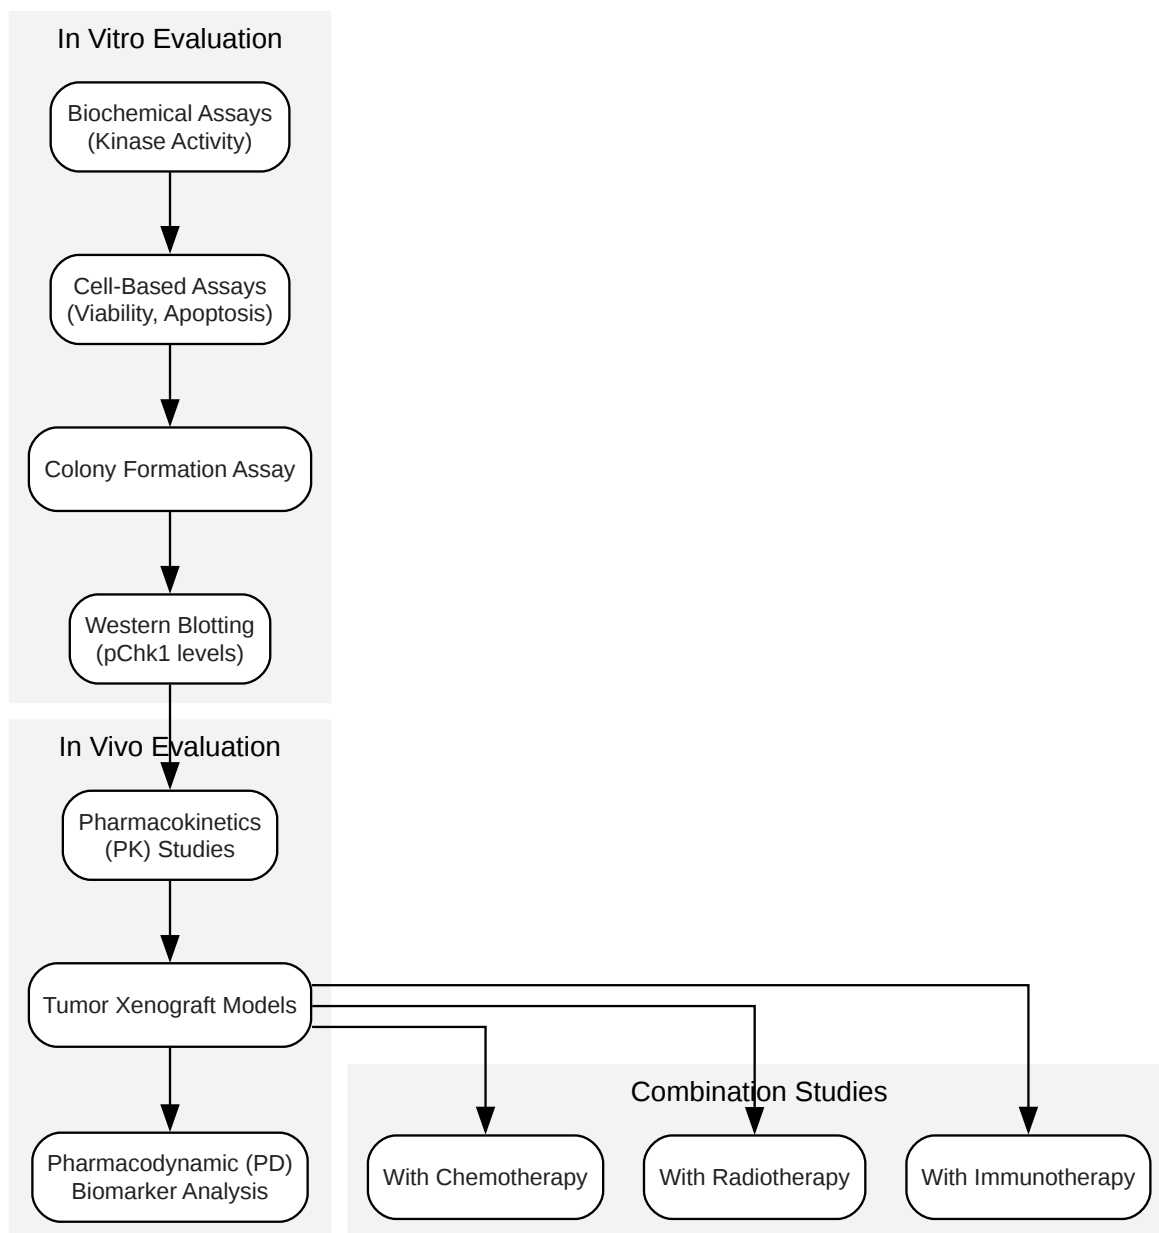 In Vitro Evaluation
Biochemical Assays
(Kinase Activity)
Cell-Based Assays
(Viability, Apoptosis)
Colony Formation Assay
Western Blotting
(pChk1 levels)
In Vivo Evaluation
Pharmacokinetics
(PK) Studies
Tumor Xenograft Models
Pharmacodynamic (PD)
Biomarker Analysis
Combination Studies
With Chemotherapy
With Radiotherapy
With Immunotherapy